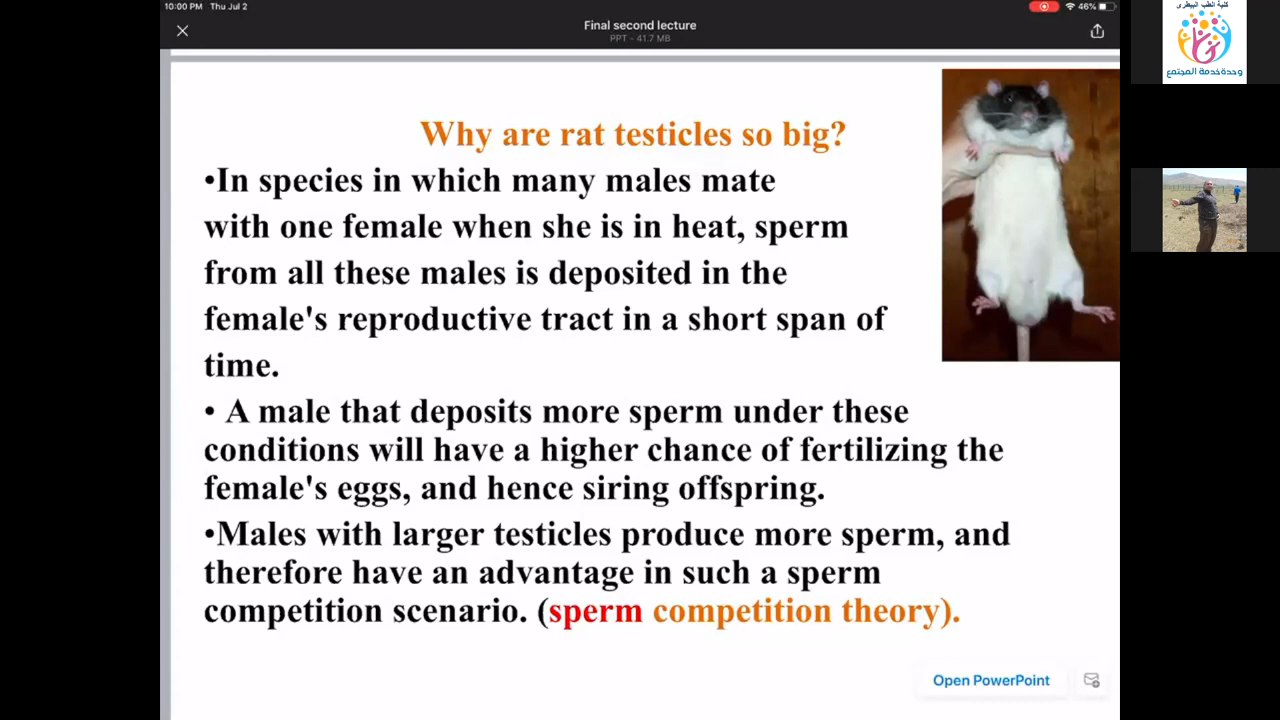 10:00 PM Thu Jul 2
46%
Final second lecture
PPT - 41.7 MB
كلية الطب البيطرى
وحدة خدمة المجتمع
Why are rat testicles so big?
•In species in which many males mate
with one female when she is in heat, sperm
from all these males is deposited in the
female's reproductive tract in a short span of
time.
• A male that deposits more sperm under these
conditions will have a higher chance of fertilizing the
female's eggs, and hence siring offspring.
•Males with larger testicles produce more sperm, and
therefore have an advantage in such a sperm
competition scenario. (sperm competition theory).
Open PowerPoint